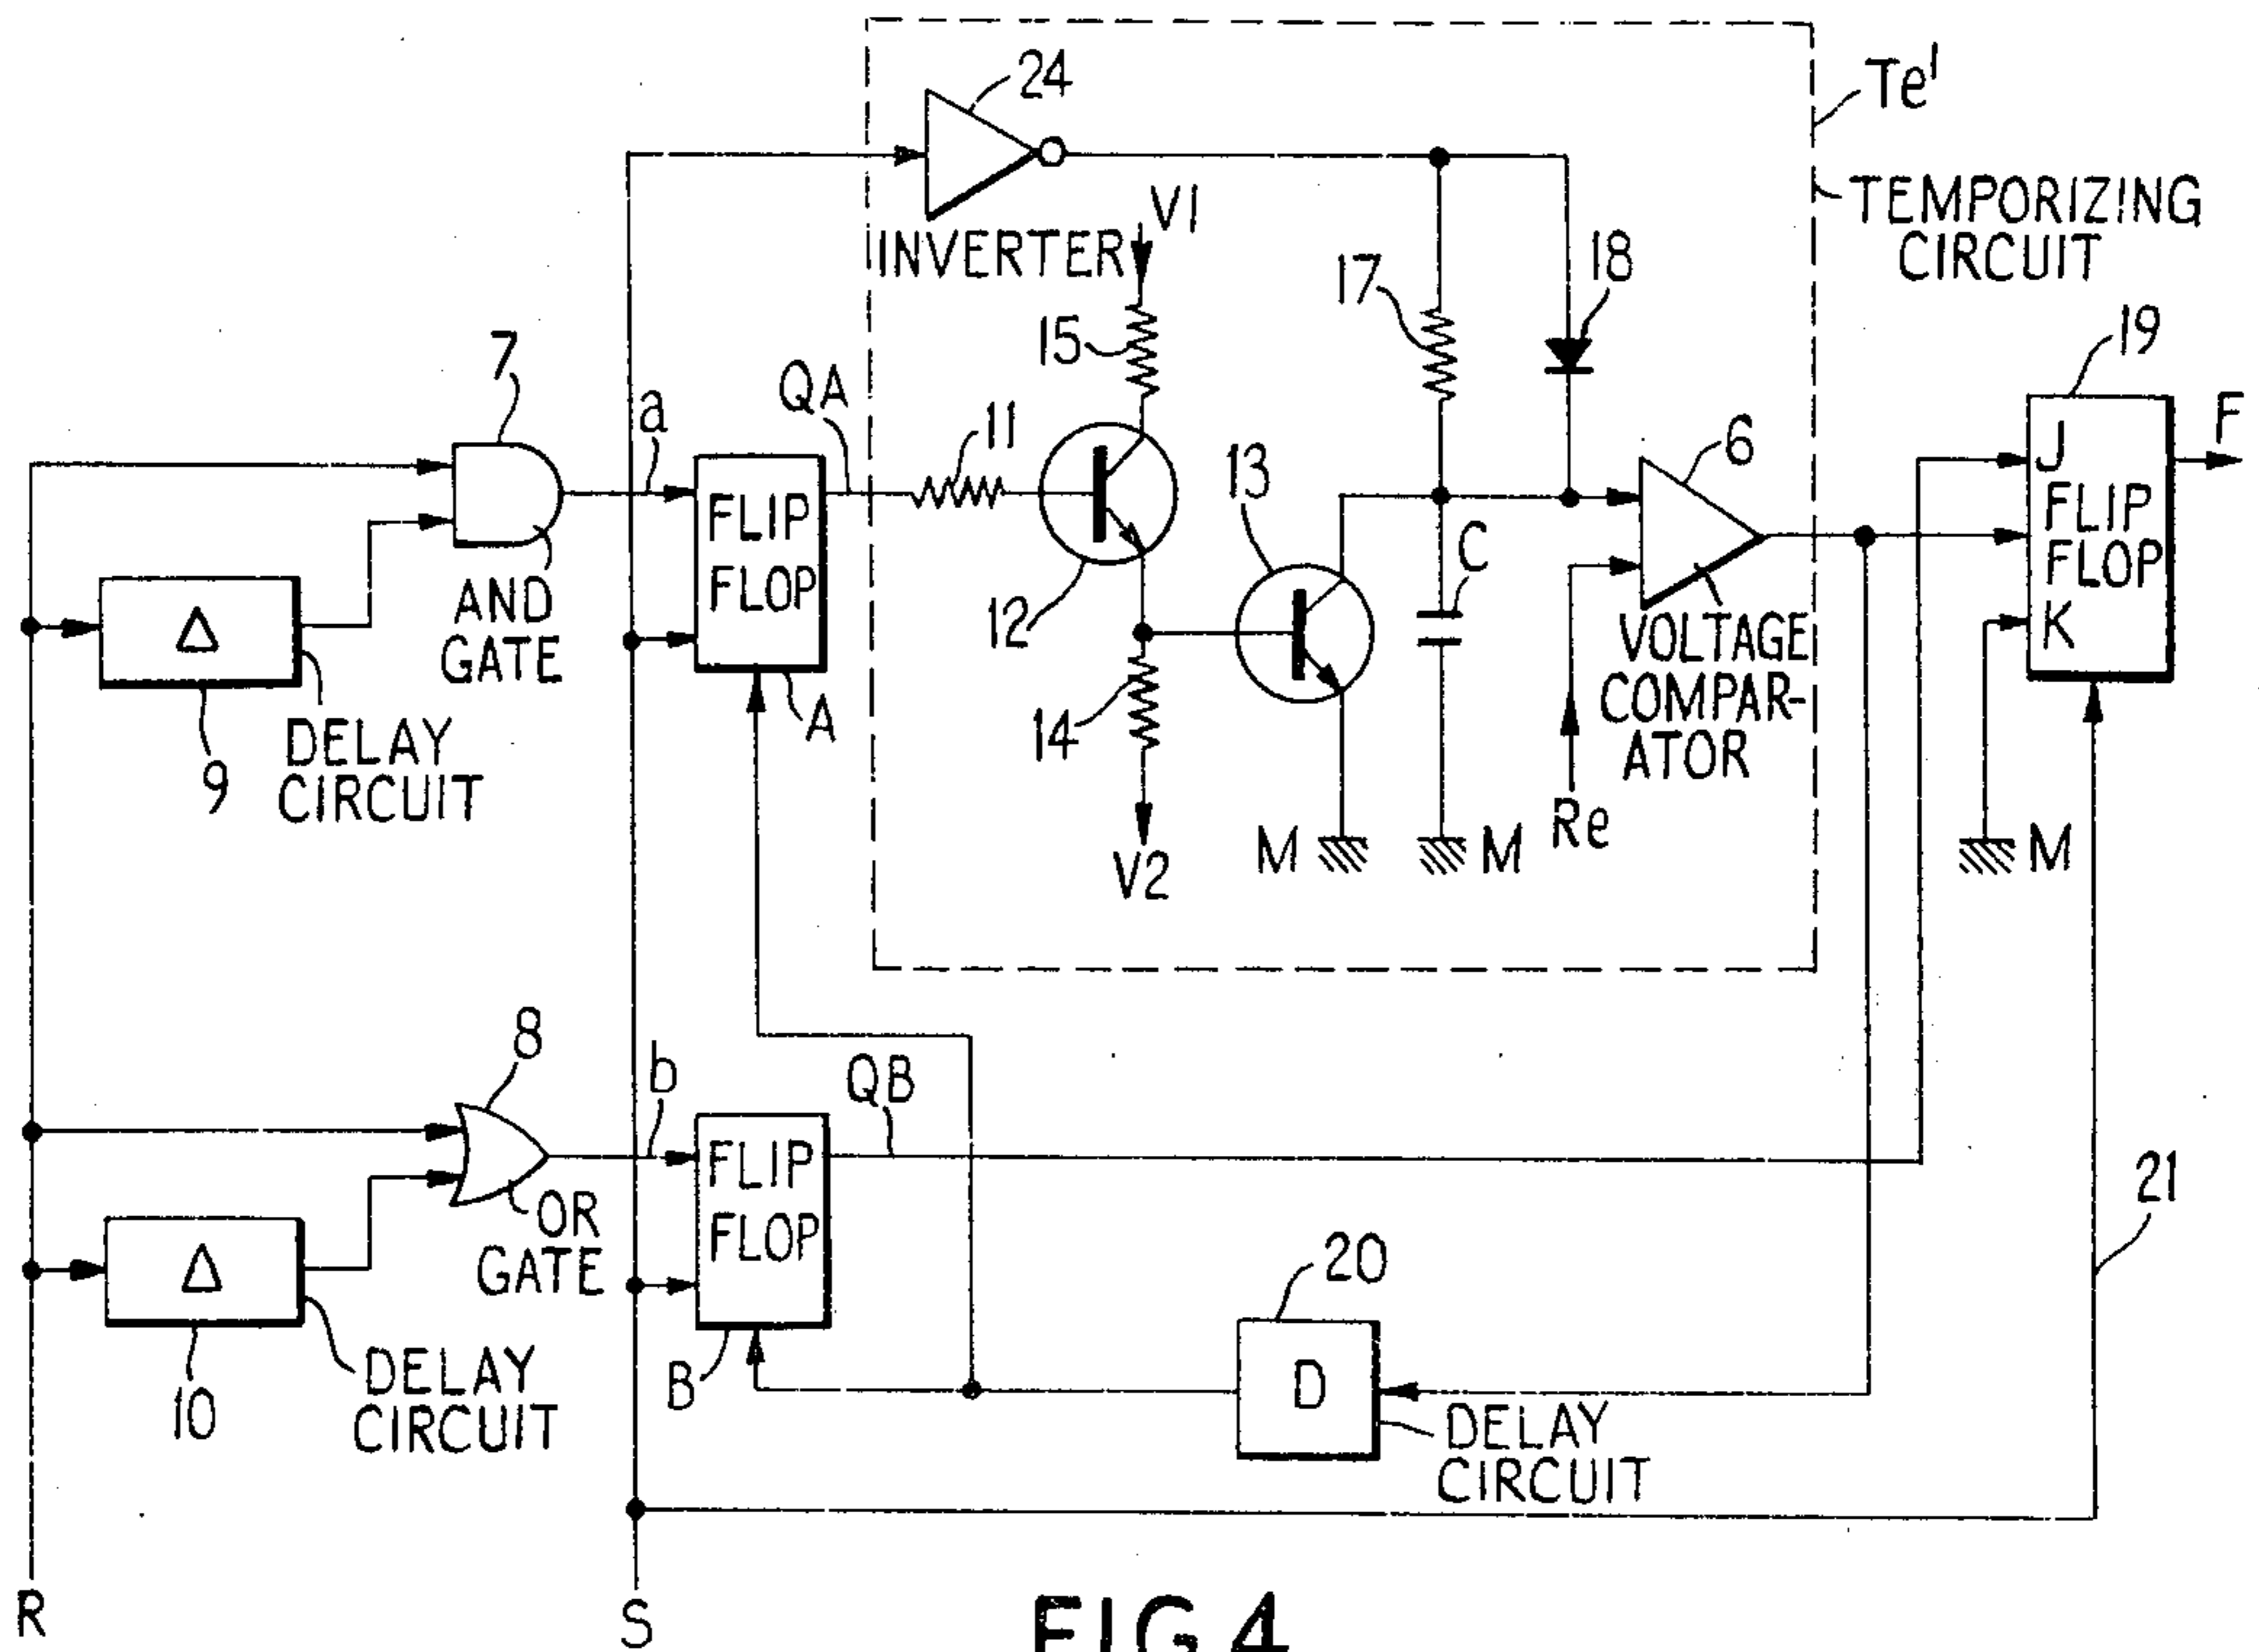 24
Te'
INVERTER
V1
TEMPORIZING
CIRCUIT
17
18
15
19
7
a
QA
11
13
6
F
J
FLIP
FLOP
K
FLIP
FLOP
C
Δ
AND
GATE
12
VOLTAGE
COMPAR-
ATOR
A
14
9
DELAY
CIRCUIT
V2
M
M
Re
M
8
b
QB
FLIP
FLOP
21
OR
GATE
20
Δ
B
D
10
DELAY
CIRCUIT
DELAY
CIRCUIT
R
S
FIG.4